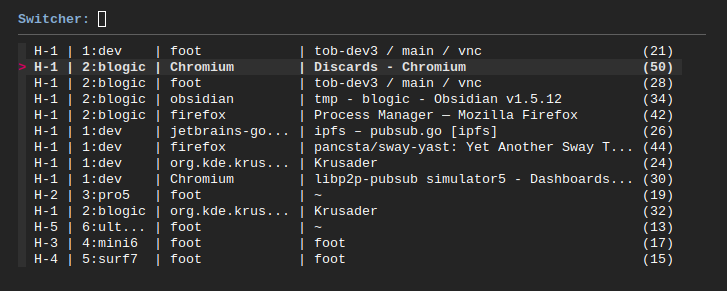 Switcher:
H-1 | 1:dev | foot | tob-dev3 / main / vnc (21)
> H-1 | 2:blogic | Chromium | Discards - Chromium (50)
H-1 | 2:blogic | foot | tob-dev3 / main / vnc (28)
H-1 | 2:blogic | obsidian | tmp - blogic - Obsidian v1.5.12 (34)
H-1 | 2:blogic | firefox | Process Manager — Mozilla Firefox (42)
H-1 | 1:dev | jetbrains-go... | ipfs – pubsub.go [ipfs] (26)
H-1 | 1:dev | firefox | pancsta/sway-yast: Yet Another Sway T... (44)
H-1 | 1:dev | org.kde.krus... | Krusader (24)
H-1 | 1:dev | Chromium | libp2p-pubsub simulator5 - Dashboards... (30)
H-2 | 3:pro5 | foot | ~ (19)
H-1 | 2:blogic | org.kde.krus... | Krusader (32)
H-5 | 6:ult... | foot | ~ (13)
H-3 | 4:mini6 | foot | foot (17)
H-4 | 5:surf7 | foot | foot (15)